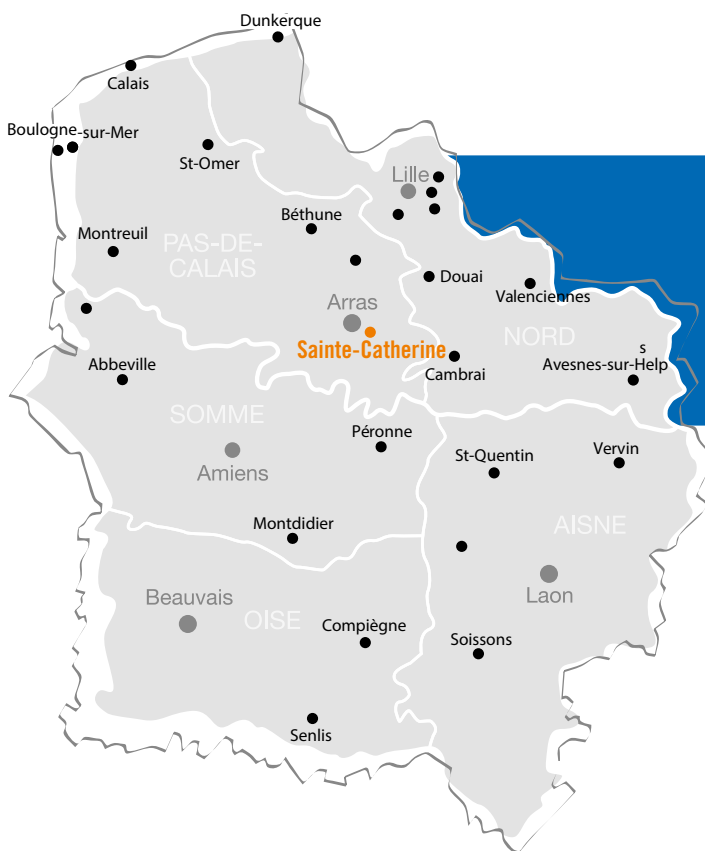 Dunkerque
Calais
Boulogne-sur-Mer
St-Omer
Lille
Béthune
Montreuil
PAS-DE-
CALAIS
Douai
Valenciennes
Arras
Sainte-Catherine
NORD
s
Avesnes-sur-Help
Cambrai
Abbeville
SOMME
Péronne
Amiens
St-Quentin
Vervin
Montdidier
AISNE
Laon
Beauvais
OISE
Compiègne
Soissons
Senlis